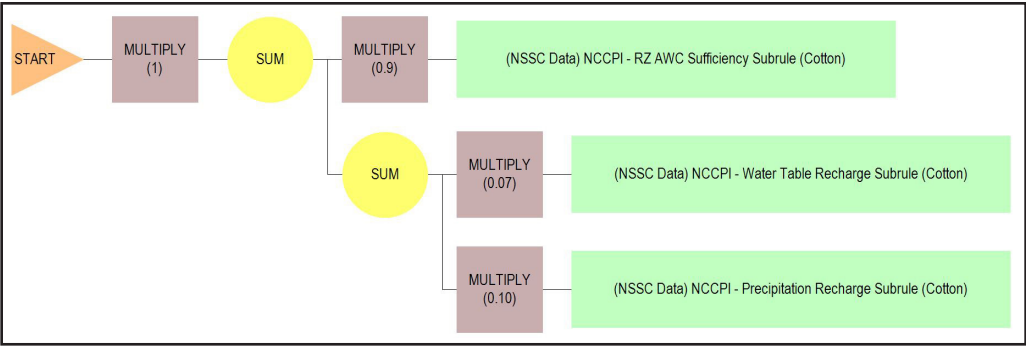 START
MULTIPLY
(1)
SUM
MULTIPLY
(0.9)
(NSSC Data) NCCPI - RZ AWC Sufficiency Subrule (Cotton)
SUM
MULTIPLY
(0.07)
(NSSC Data) NCCPI - Water Table Recharge Subrule (Cotton)
MULTIPLY
(0.10)
(NSSC Data) NCCPI - Precipitation Recharge Subrule (Cotton)